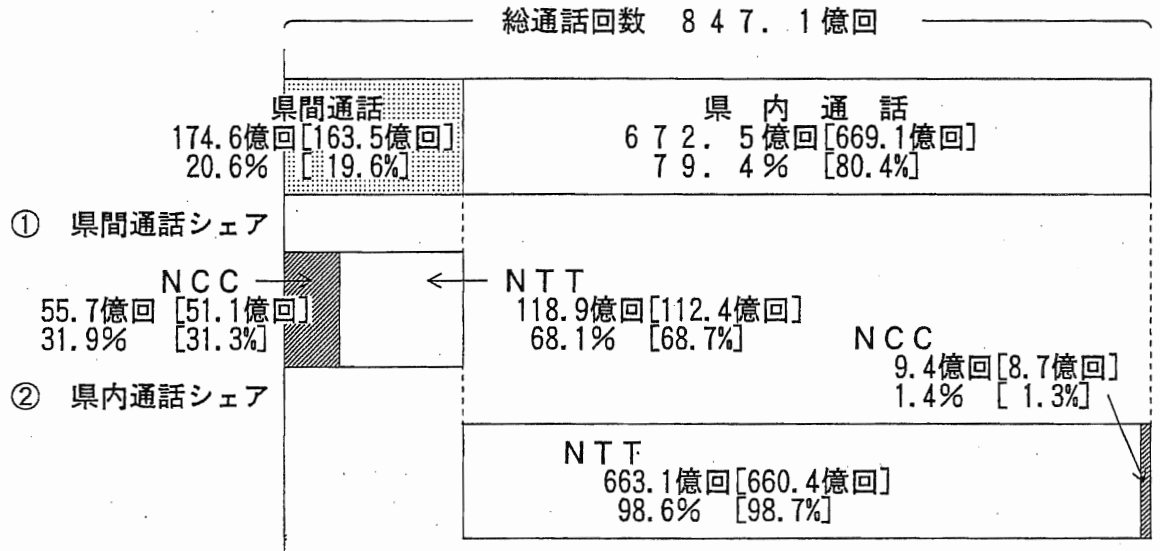 総通話回数 847.1億回
県間通話
174.6億回[163.5億回]
20.6% [19.6%]
県内通話
672.5億回[669.1億回]
79.4% [80.4%]
① 県間通話シェア
NCC
55.7億回 [51.1億回]
31.9% [31.3%]
NTT
118.9億回[112.4億回]
68.1% [68.7%]
NCC
9.4億回[8.7億回]
1.4% [1.3%]
② 県内通話シェア
NTT
663.1億回[660.4億回]
98.6% [98.7%]